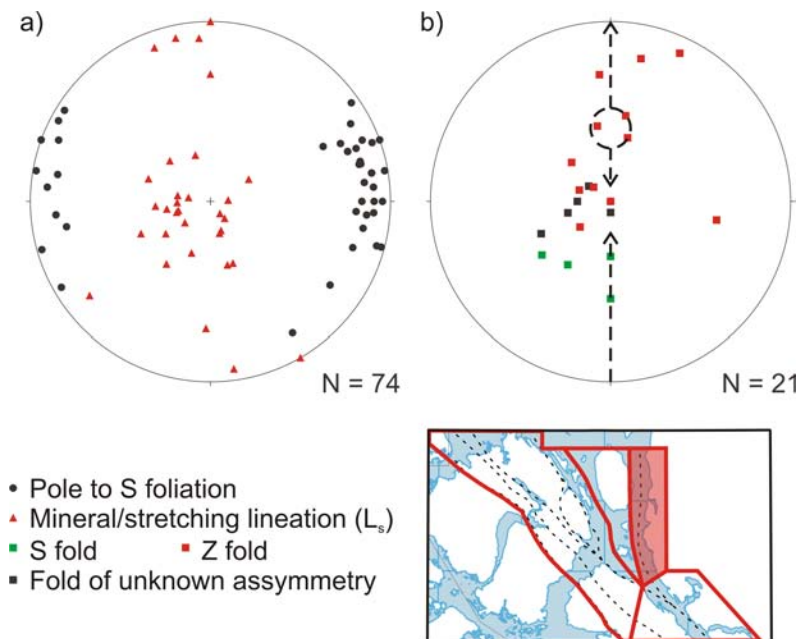 a)
b)
N = 74
N = 21
Pole to S foliation
Mineral/stretching lineation (Ls)
S fold Z fold
Fold of unknown assymmetry